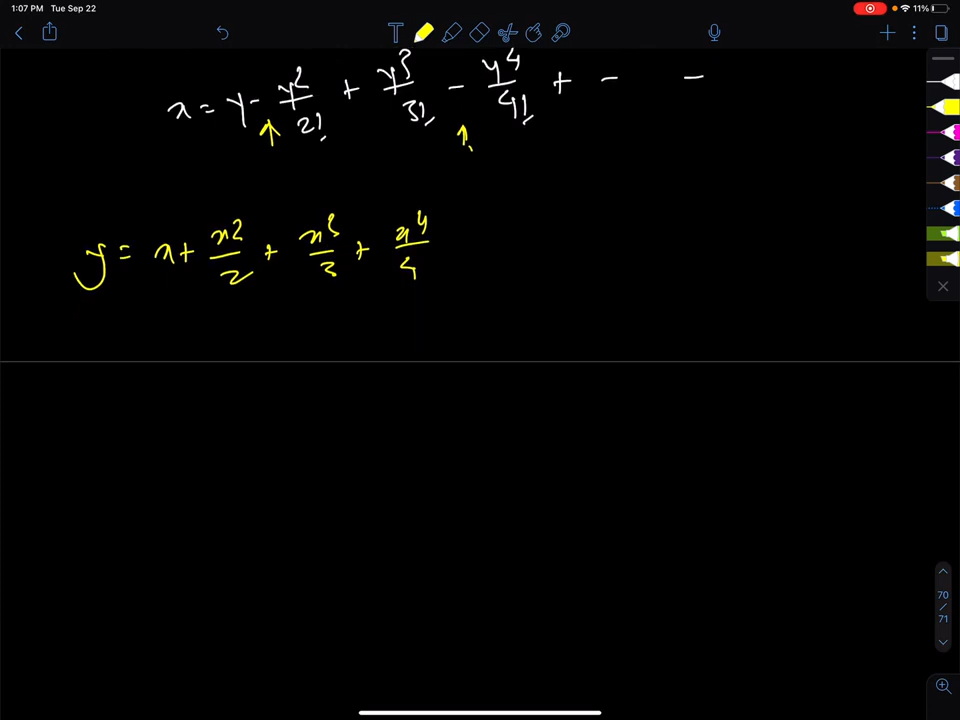 1:07 PM Tue Sep 22
11%
x = y - y²/2! + y³/3! - y⁴/4! + - -
y = x + x²/2 + x³/3 + x⁴/4
70
/
71